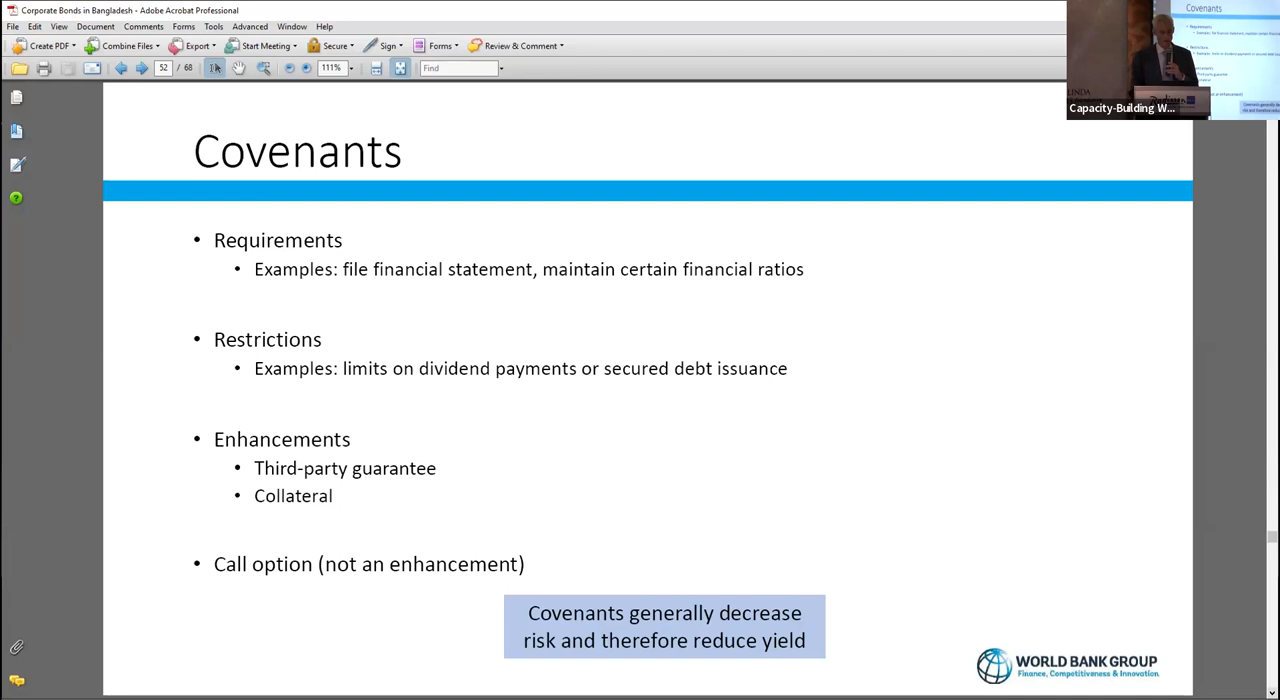 Corporate Bonds in Bangladesh - Adobe Acrobat Professional
File Edit View Document Comments Forms Tools Advanced Window Help
Create PDF Combine Files Export Start Meeting Secure Sign Forms Review & Comment
52 / 68 111% Find
Capacity-Building W...
Covenants
• Requirements
• Examples: file financial statement, maintain certain financial ratios
• Restrictions
• Examples: limits on dividend payments or secured debt issuance
• Enhancements
• Third-party guarantee
• Collateral
• Call option (not an enhancement)
Covenants generally decrease
risk and therefore reduce yield
WORLD BANK GROUP
Finance, Competitiveness & Innovation